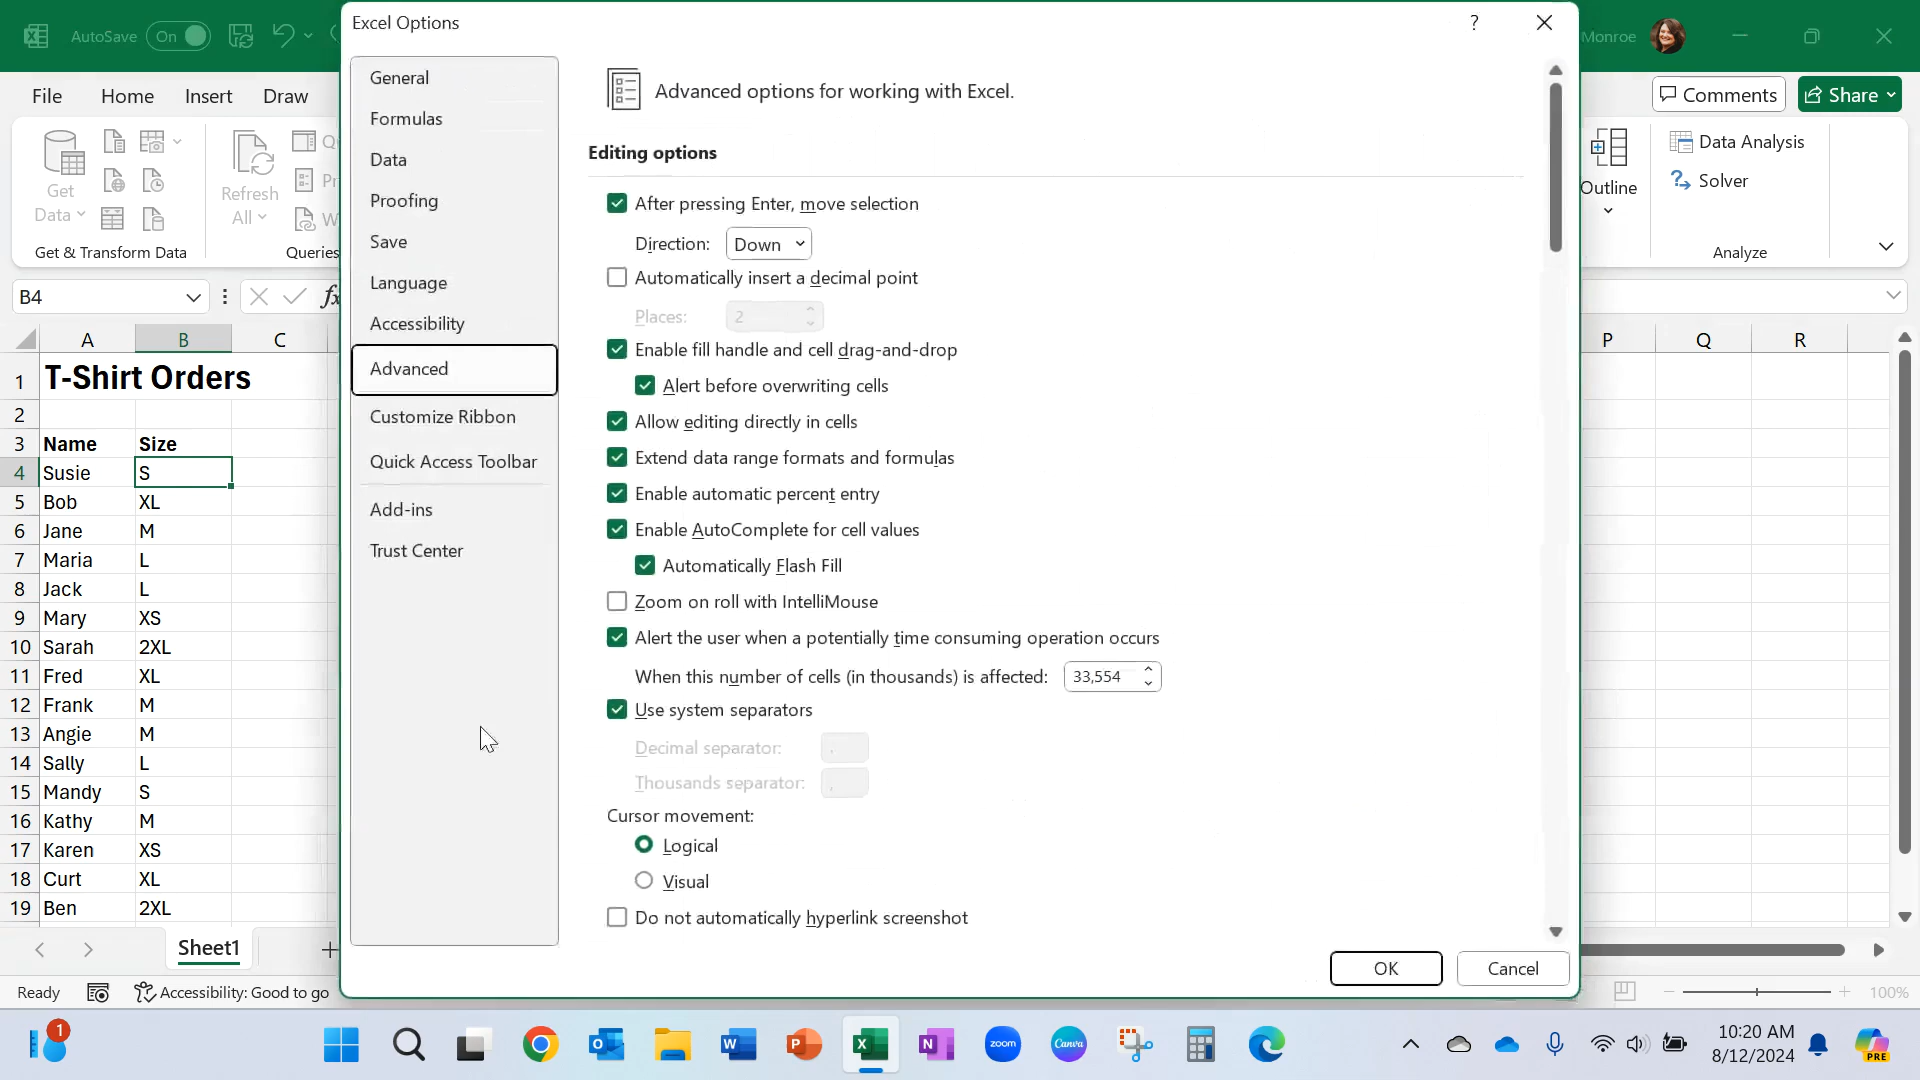 AutoSave On
Monroe
Excel Options
?
File Home Insert Draw
Comments
Share
Get Data
Refresh All
Get & Transform Data
Queries
Outline
Data Analysis
Solver
Analyze
B4
fx
A B C
P Q R
1 T-Shirt Orders
2
3 Name Size
4 Susie S
5 Bob XL
6 Jane M
7 Maria L
8 Jack L
9 Mary XS
10 Sarah 2XL
11 Fred XL
12 Frank M
13 Angie M
14 Sally L
15 Mandy S
16 Kathy M
17 Karen XS
18 Curt XL
19 Ben 2XL
Sheet1
Ready
Accessibility: Good to go
General
Formulas
Data
Proofing
Save
Language
Accessibility
Advanced
Customize Ribbon
Quick Access Toolbar
Add-ins
Trust Center
Advanced options for working with Excel.
Editing options
After pressing Enter, move selection
Direction: Down
Automatically insert a decimal point
Places: 2
Enable fill handle and cell drag-and-drop
Alert before overwriting cells
Allow editing directly in cells
Extend data range formats and formulas
Enable automatic percent entry
Enable AutoComplete for cell values
Automatically Flash Fill
Zoom on roll with IntelliMouse
Alert the user when a potentially time consuming operation occurs
When this number of cells (in thousands) is affected: 33,554
Use system separators
Decimal separator: .
Thousands separator: ,
Cursor movement:
Logical
Visual
Do not automatically hyperlink screenshot
OK
Cancel
100%
1
zoom
Canva
PRE
10:20 AM
8/12/2024